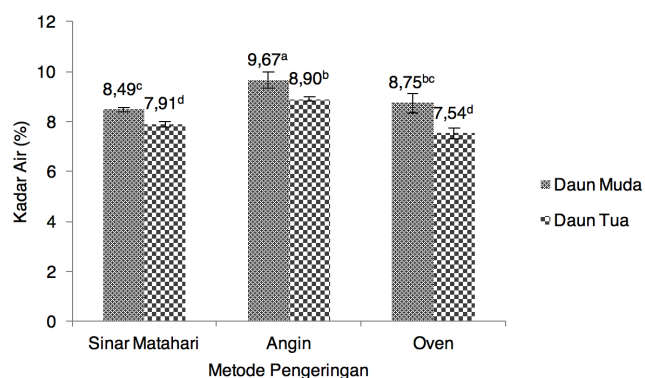 12
10
8
6
4
2
0
Kadar Air (%)
8,49c
7,91d
9,67a
8,90b
8,75bc
7,54d
Sinar Matahari
Angin
Oven
Metode Pengeringan
Daun Muda
Daun Tua